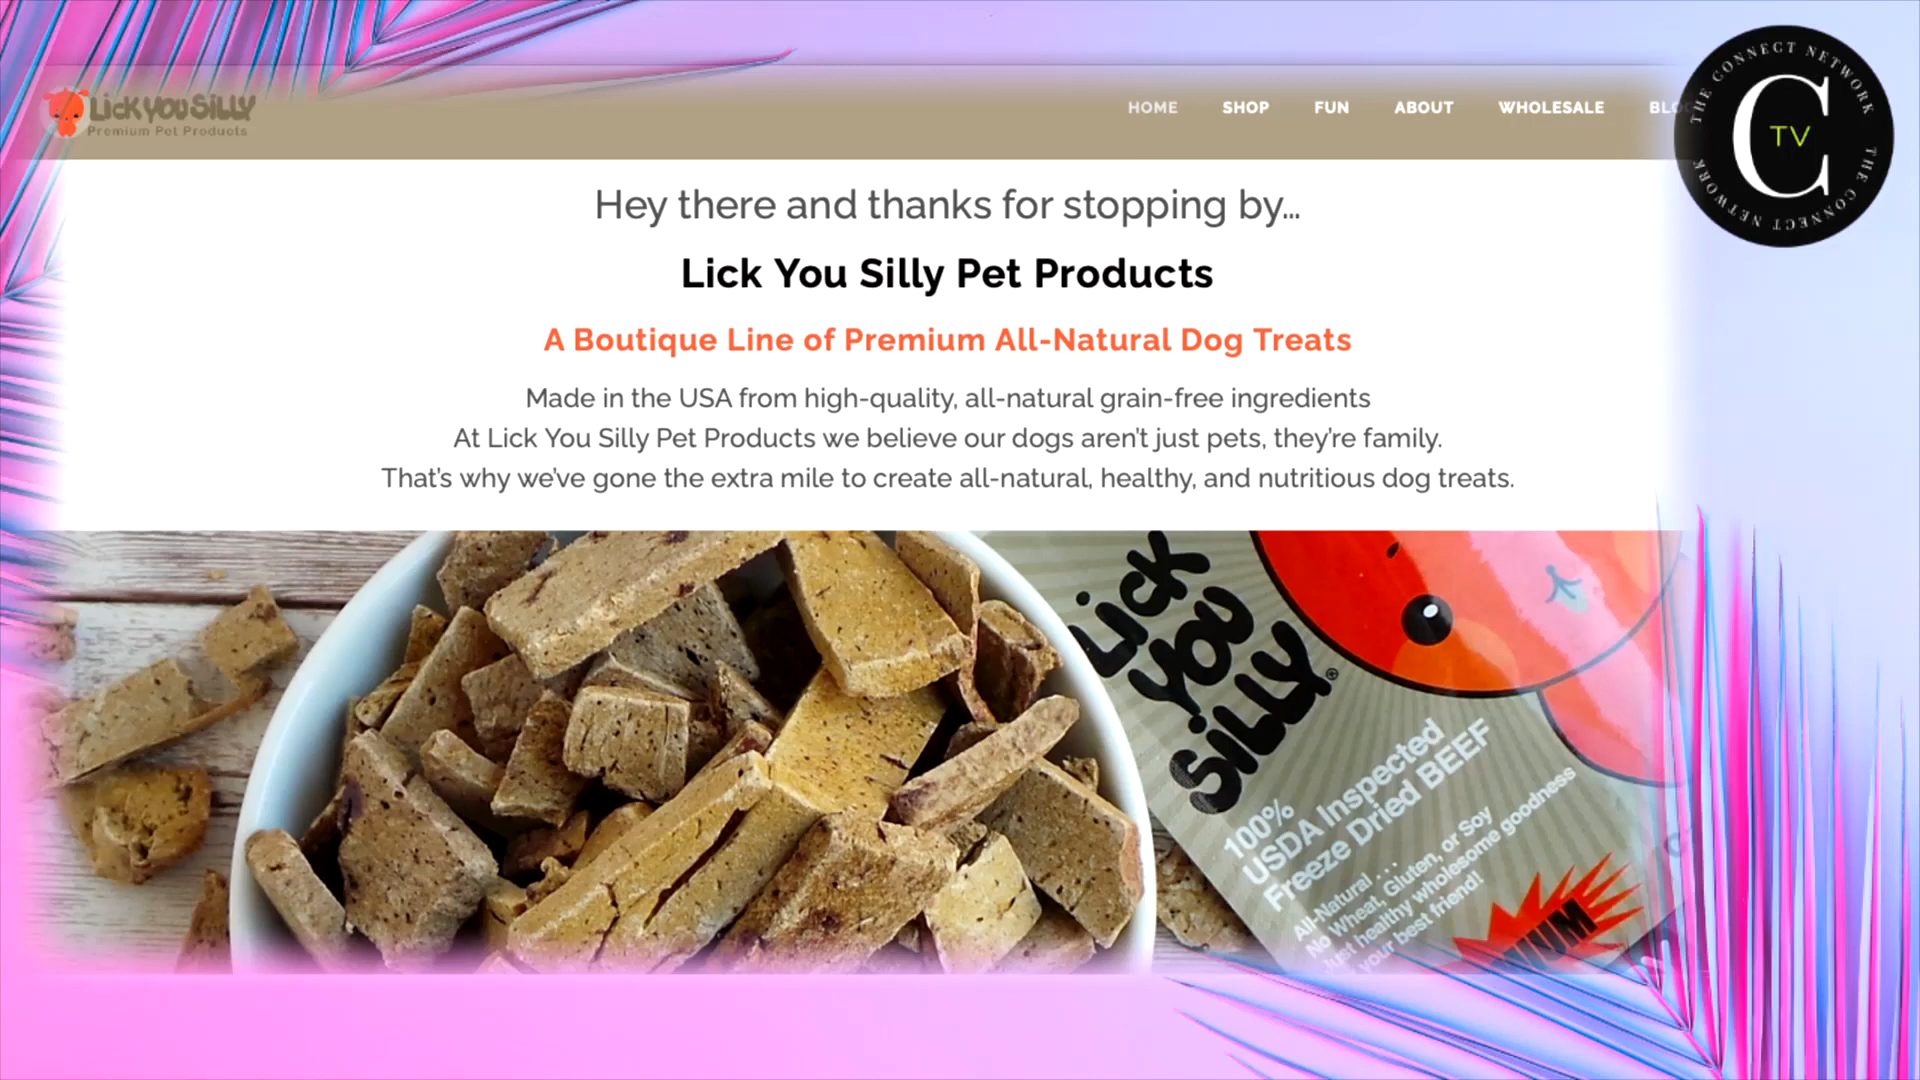 Lick YOU SiLLY
Premium Pet Products
HOME SHOP FUN ABOUT WHOLESALE
THE CONNECT NETWORK
THE CONNECT NETWORK
C
TV
Hey there and thanks for stopping by...
Lick You Silly Pet Products
A Boutique Line of Premium All-Natural Dog Treats
Made in the USA from high-quality, all-natural grain-free ingredients
At Lick You Silly Pet Products we believe our dogs aren't just pets, they're family.
That's why we've gone the extra mile to create all-natural, healthy, and nutritious dog treats.
Lick
YOU
SiLLY®
100%
USDA Inspected
Freeze Dried BEEF
All-Natural . . .
No Wheat, Gluten, or Soy
Just healthy wholesome goodness
your best friend!